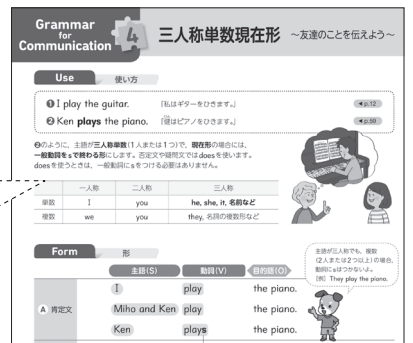 Grammar
for
Communication
4
三人称単数現在形 ～友達のことを伝えよう～
Use 使い方
❶ I play the guitar. 「私はギターをひきます。」 ◀p.12
❷ Ken plays the piano. 「健はピアノをひきます。」 ◀p.59
❷のように、主語が三人称単数(1人または1つ)で、現在形の場合には、
一般動詞をsで終わる形にします。否定文や疑問文ではdoesを使います。
doesを使うときは、一般動詞にsをつける必要はありません。
一人称 二人称 三人称
単数 I you he, she, it, 名前など
複数 we you they, 名詞の複数形など
Form 形
主語が三人称でも、複数
(2人または2つ以上)の場合、
動詞にsはつかないよ。
[例] They play the piano.
主語(S) 動詞(V) 目的語(O)
I play the piano.
A 肯定文 Miho and Ken play the piano.
Ken plays the piano.